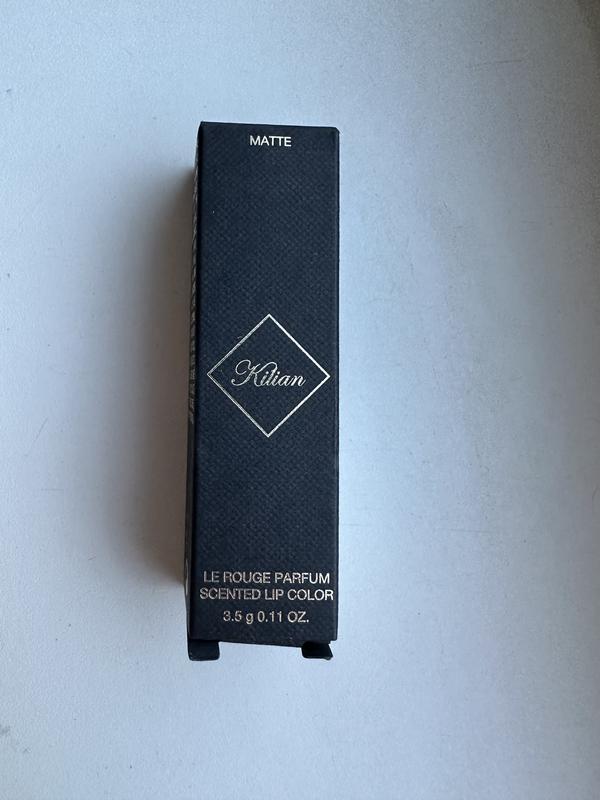 MATTE
Kilian
LE ROUGE PARFUM
SCENTED LIP COLOR
3.5 g 0.11 OZ.